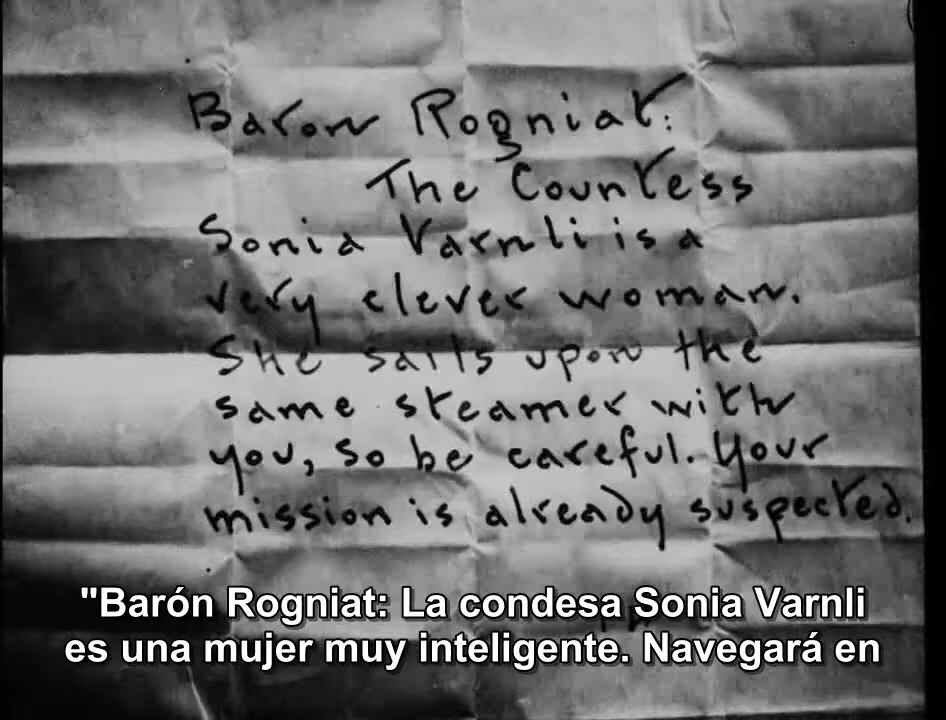 Baron Rogniat:
The Countess
Sonia Varnli is a
very clever woman.
She sails upon the
same steamer with
you, so be careful. Your
mission is already suspected.
"Barón Rogniat: La condesa Sonia Varnli
es una mujer muy inteligente. Navegará en